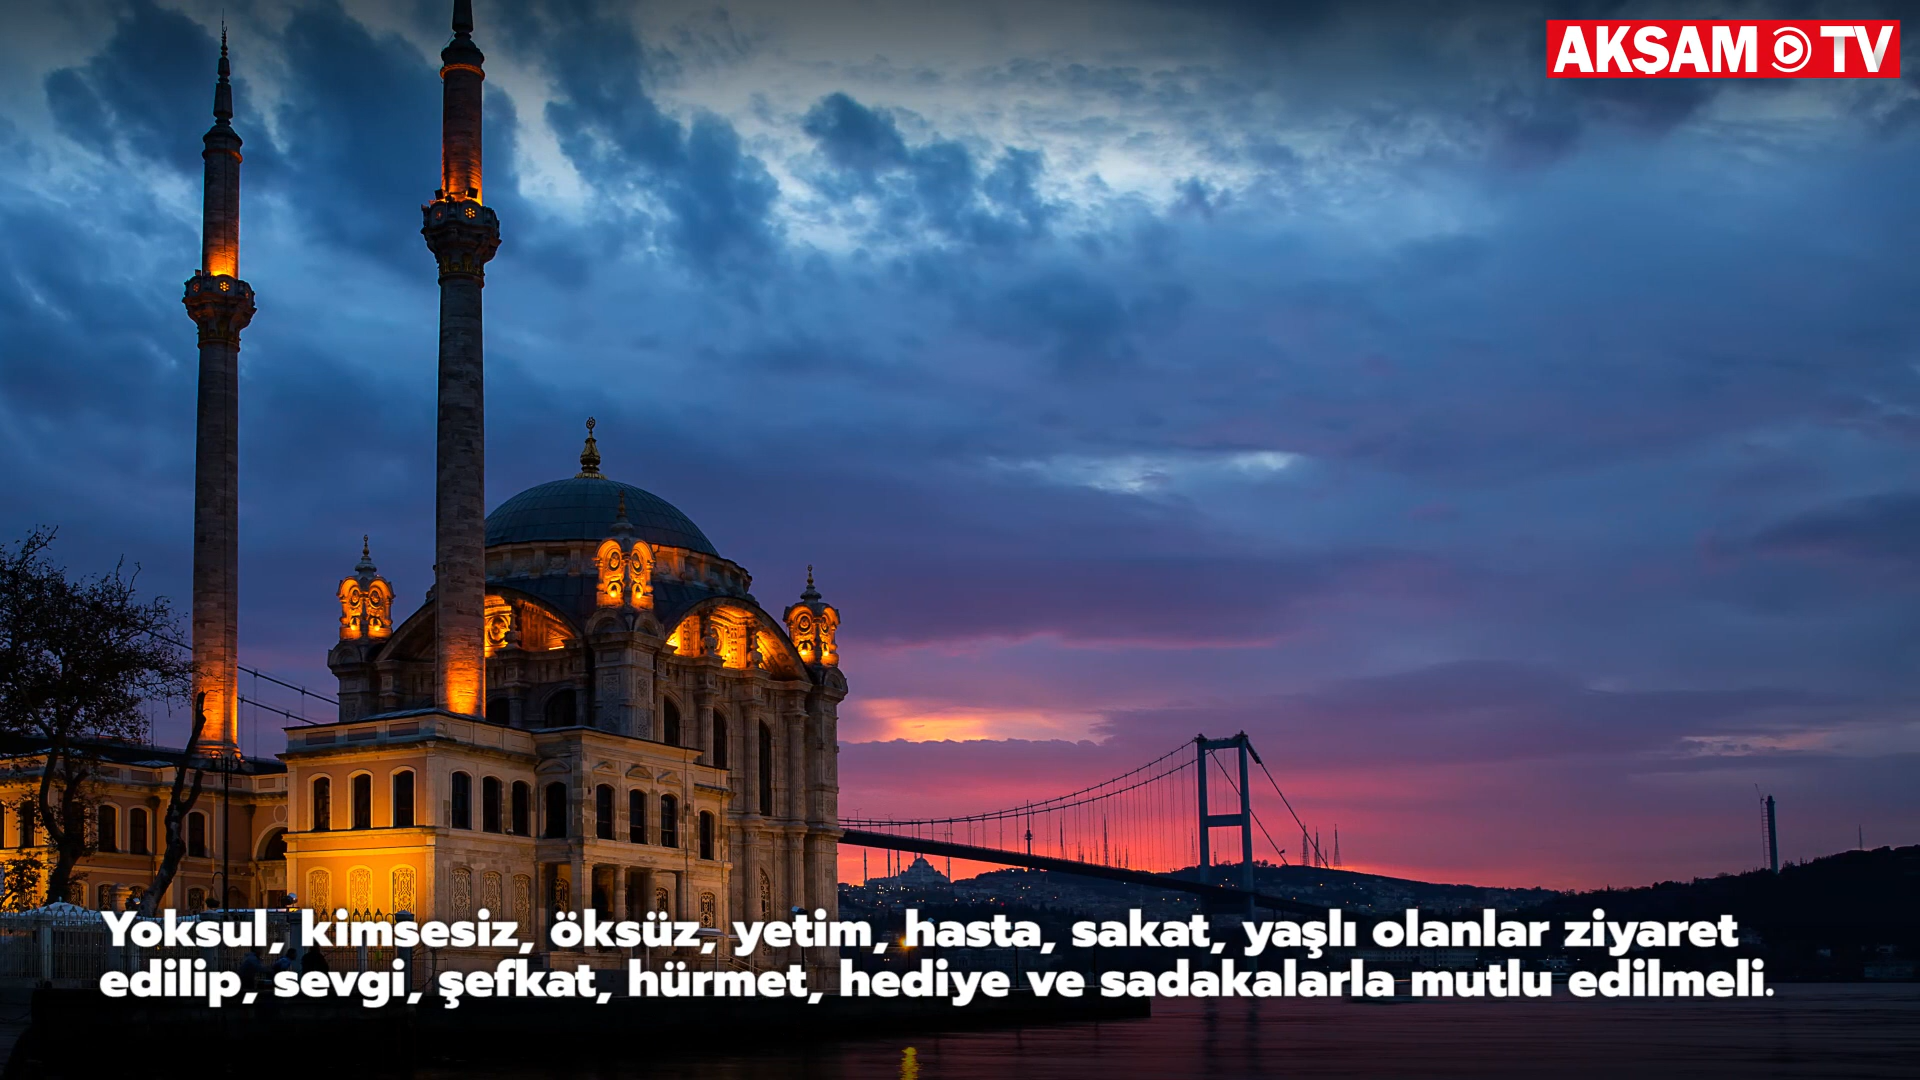 AKŞAM TV
Yoksul, kimsesiz, öksüz, yetim, hasta, sakat, yaşlı olanlar ziyaret
edilip, sevgi, şefkat, hürmet, hediye ve sadakalarla mutlu edilmeli.